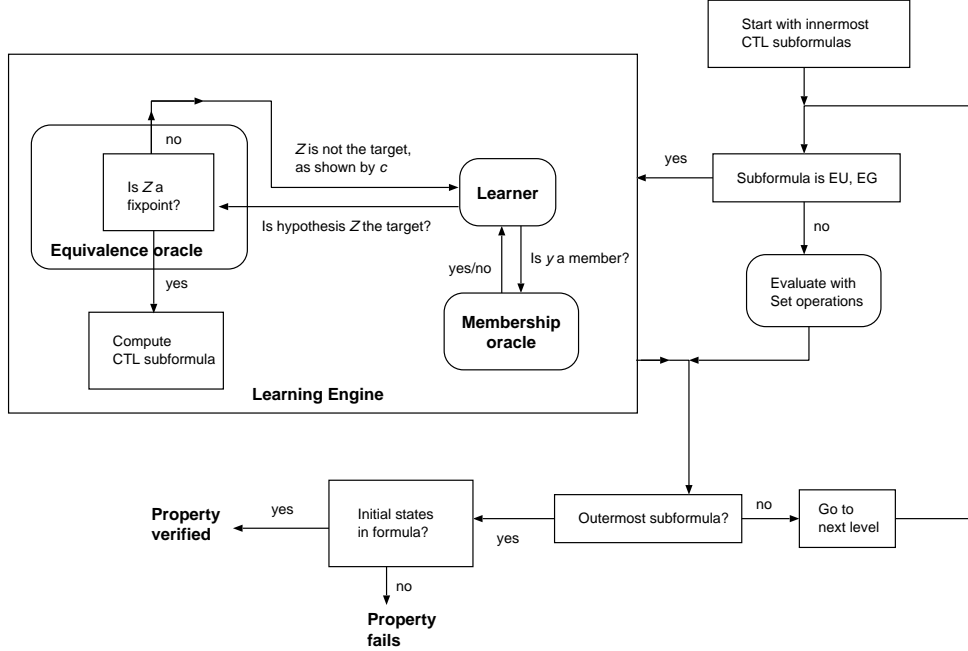 Start with innermost
CTL subformulas
no
Z is not the target,
as shown by c
yes
Is Z a
fixpoint?
Learner
Subformula is EU, EG
Is hypothesis Z the target?
Equivalence oracle
no
yes/no
Is y a member?
yes
Evaluate with
Set operations
Membership
oracle
Compute
CTL subformula
Learning Engine
Property
verified
yes
Initial states
in formula?
yes
Outermost subformula?
no
Go to
next level
no
Property
fails